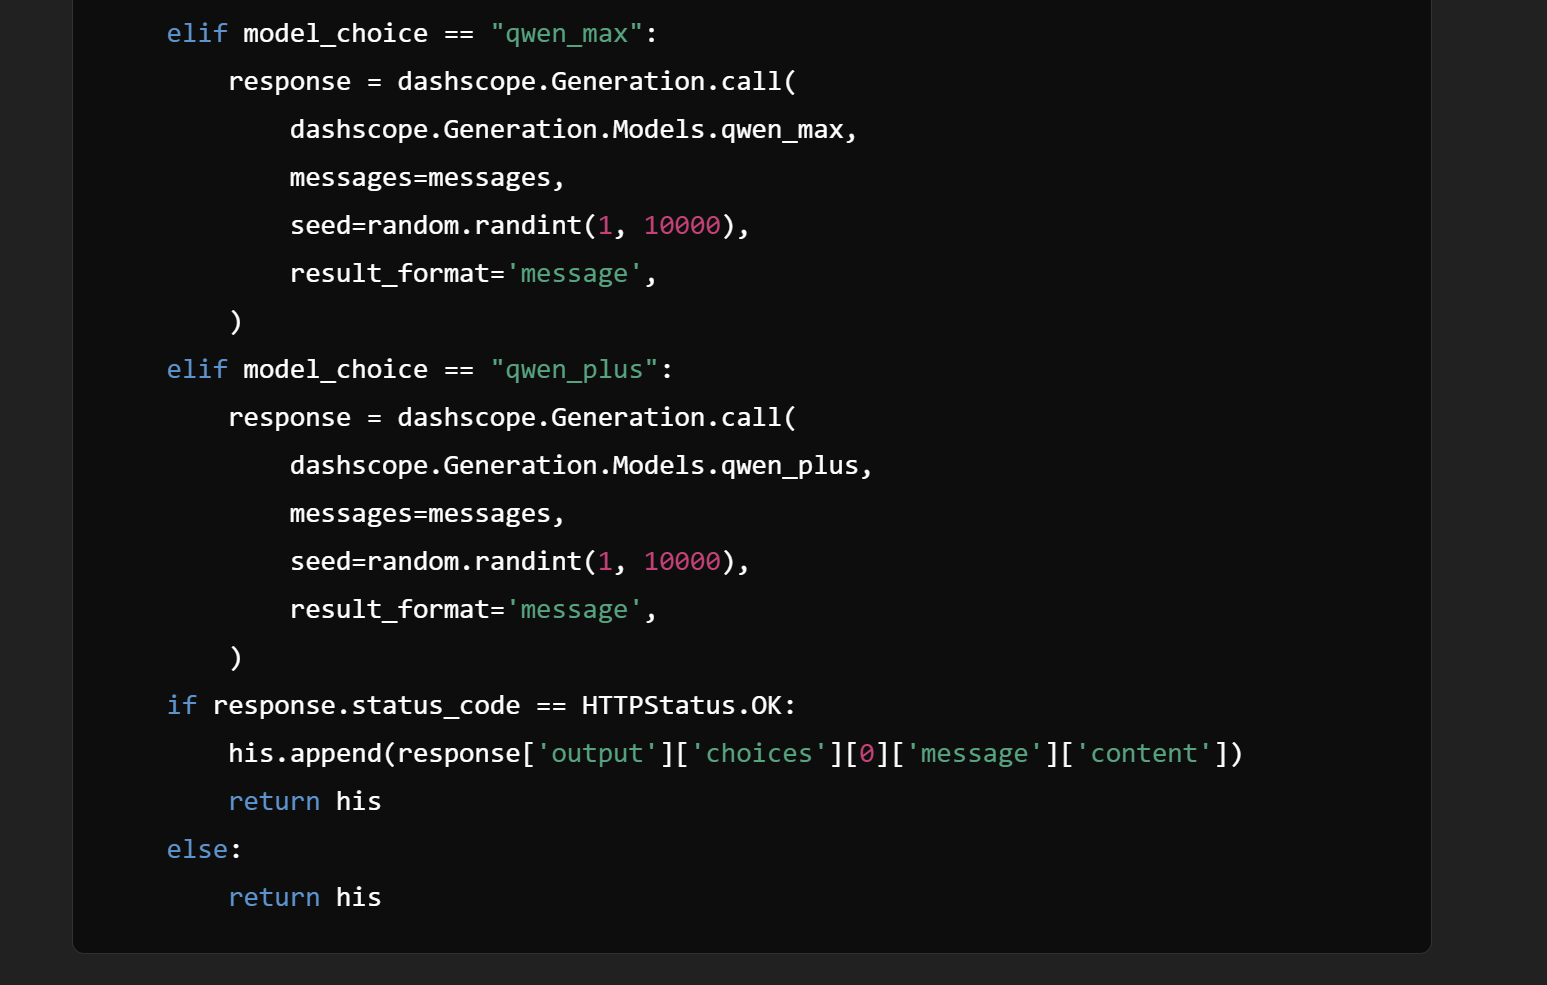 elif model_choice == "qwen_max":
response = dashscope.Generation.call(
dashscope.Generation.Models.qwen_max,
messages=messages,
seed=random.randint(1, 10000),
result_format='message',
)
elif model_choice == "qwen_plus":
response = dashscope.Generation.call(
dashscope.Generation.Models.qwen_plus,
messages=messages,
seed=random.randint(1, 10000),
result_format='message',
)
if response.status_code == HTTPStatus.OK:
his.append(response['output']['choices'][0]['message']['content'])
return his
else:
return his